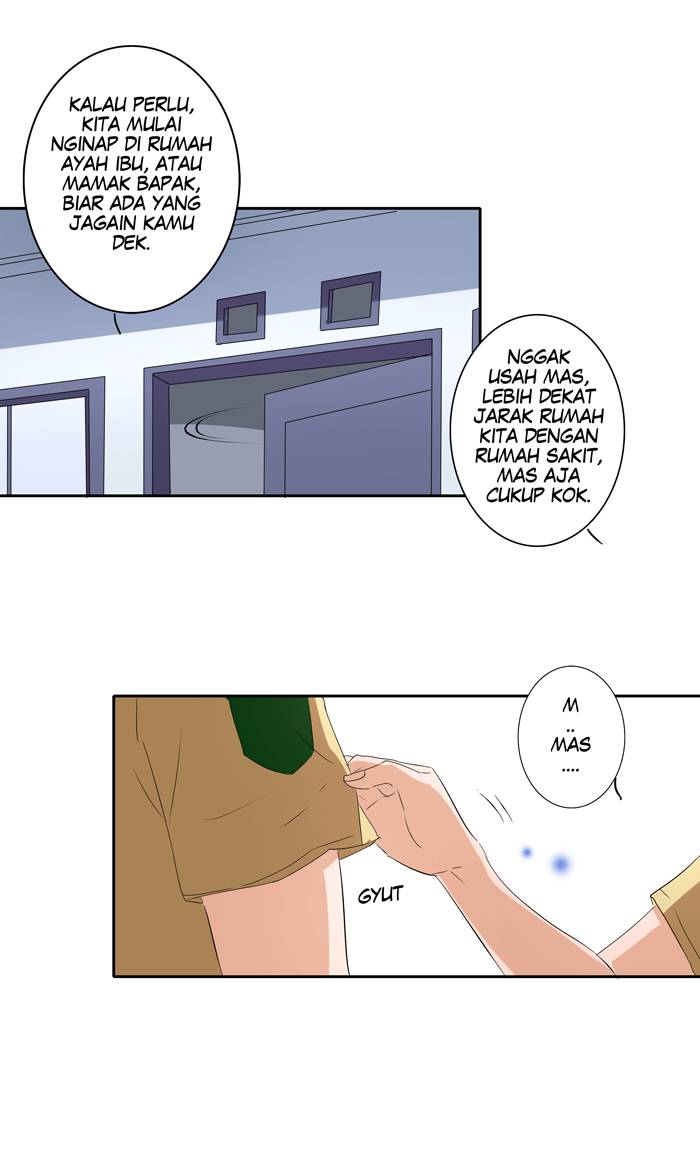 KALAU PERLU,
KITA MULAI
NGINAP DI RUMAH
AYAH IBU, ATAU
MAMAK BAPAK,
BIAR ADA YANG
JAGAIN KAMU
DEK.
NGGAK
USAH MAS,
LEBIH DEKAT
JARAK RUMAH
KITA DENGAN
RUMAH SAKIT,
MAS AJA
CUKUP KOK.
M
..
MAS
....
GYUT